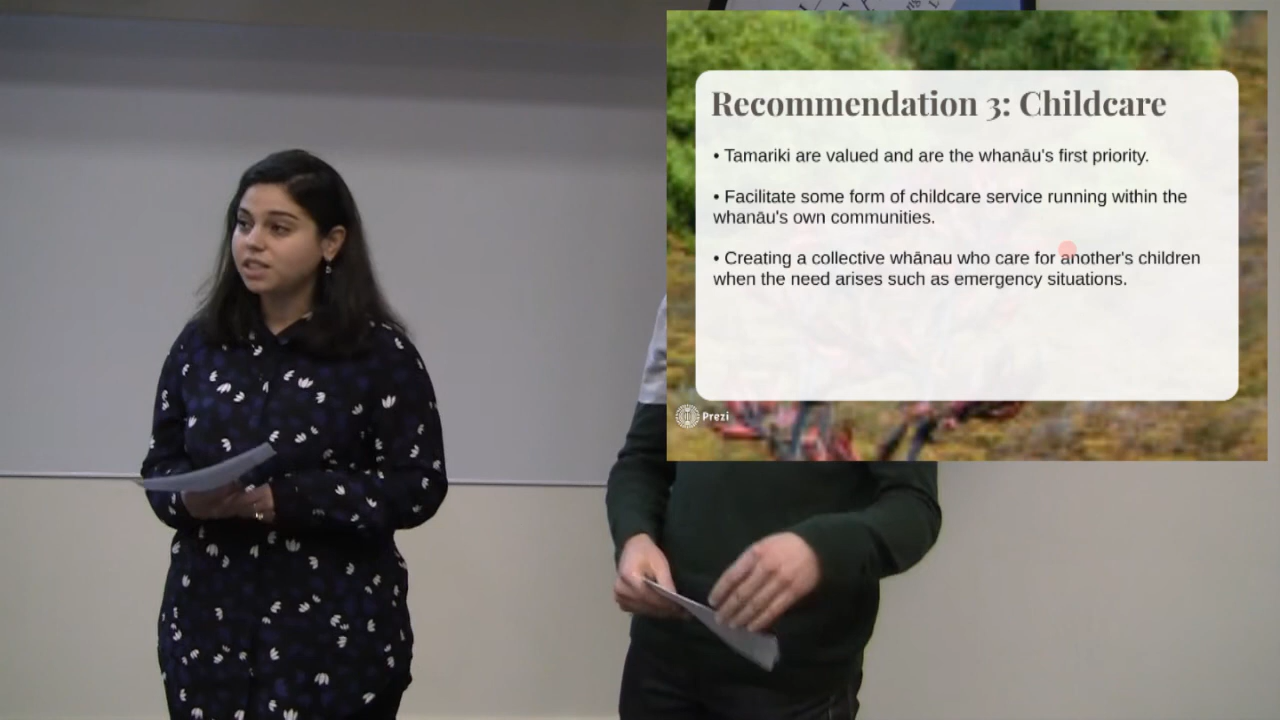 Recommendation 3: Childcare
• Tamariki are valued and are the whanāu's first priority.
• Facilitate some form of childcare service running within the
whanāu's own communities.
• Creating a collective whānau who care for another's children
when the need arises such as emergency situations.
Prezi